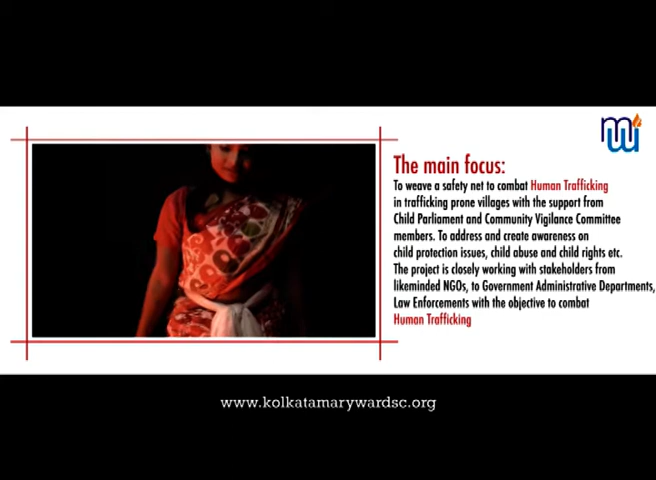 The main focus:
To weave a safety net to combat Human Trafficking
in trafficking prone villages with the support from
Child Parliament and Community Vigilance Committee
members. To address and create awareness on
child protection issues, child abuse and child rights etc.
The project is closely working with stakeholders from
likeminded NGOs, to Government Administrative Departments,
Law Enforcements with the objective to combat
Human Trafficking
www.kolkatamarywardsc.org